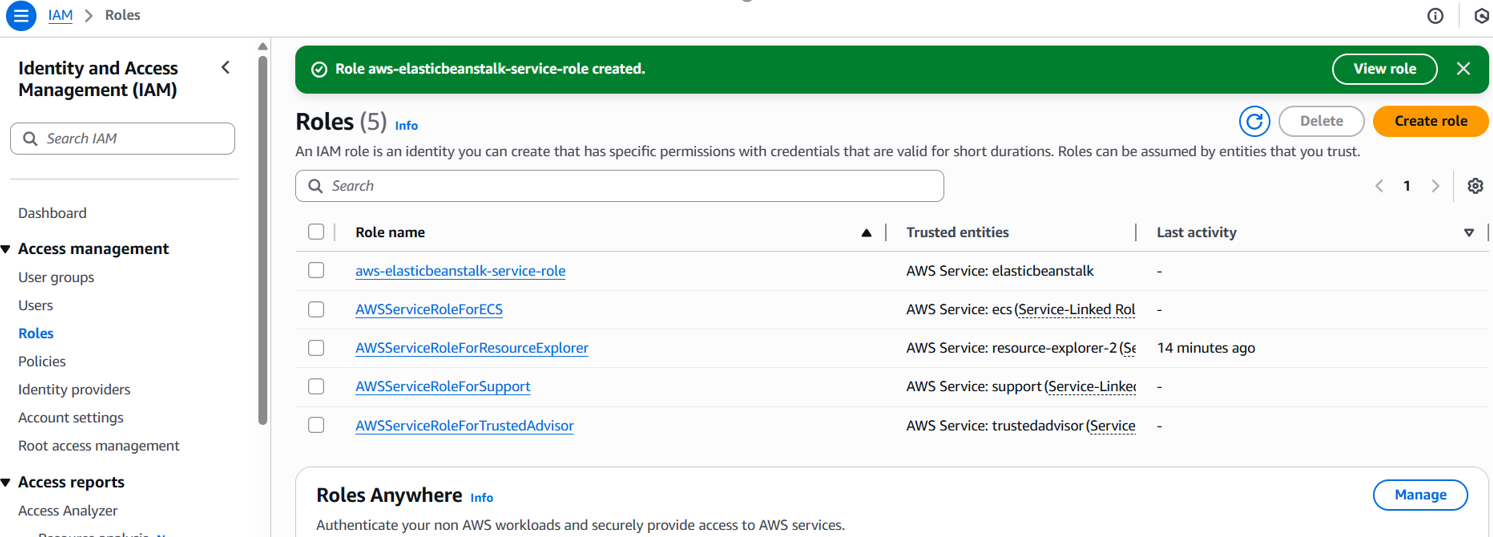 IAM > Roles
Identity and Access Management (IAM)
Search IAM
Dashboard
Access management
User groups
Users
Roles
Policies
Identity providers
Account settings
Root access management
Access reports
Access Analyzer
Role aws-elasticbeanstalk-service-role created.
View role
Roles (5) Info
Delete
Create role
An IAM role is an identity you can create that has specific permissions with credentials that are valid for short durations. Roles can be assumed by entities that you trust.
Search
1
Role name Trusted entities Last activity
aws-elasticbeanstalk-service-role AWS Service: elasticbeanstalk -
AWSServiceRoleForECS AWS Service: ecs (Service-Linked Rol -
AWSServiceRoleForResourceExplorer AWS Service: resource-explorer-2 (Se 14 minutes ago
AWSServiceRoleForSupport AWS Service: support (Service-Linked -
AWSServiceRoleForTrustedAdvisor AWS Service: trustedadvisor (Service -
Roles Anywhere Info
Manage
Authenticate your non AWS workloads and securely provide access to AWS services.